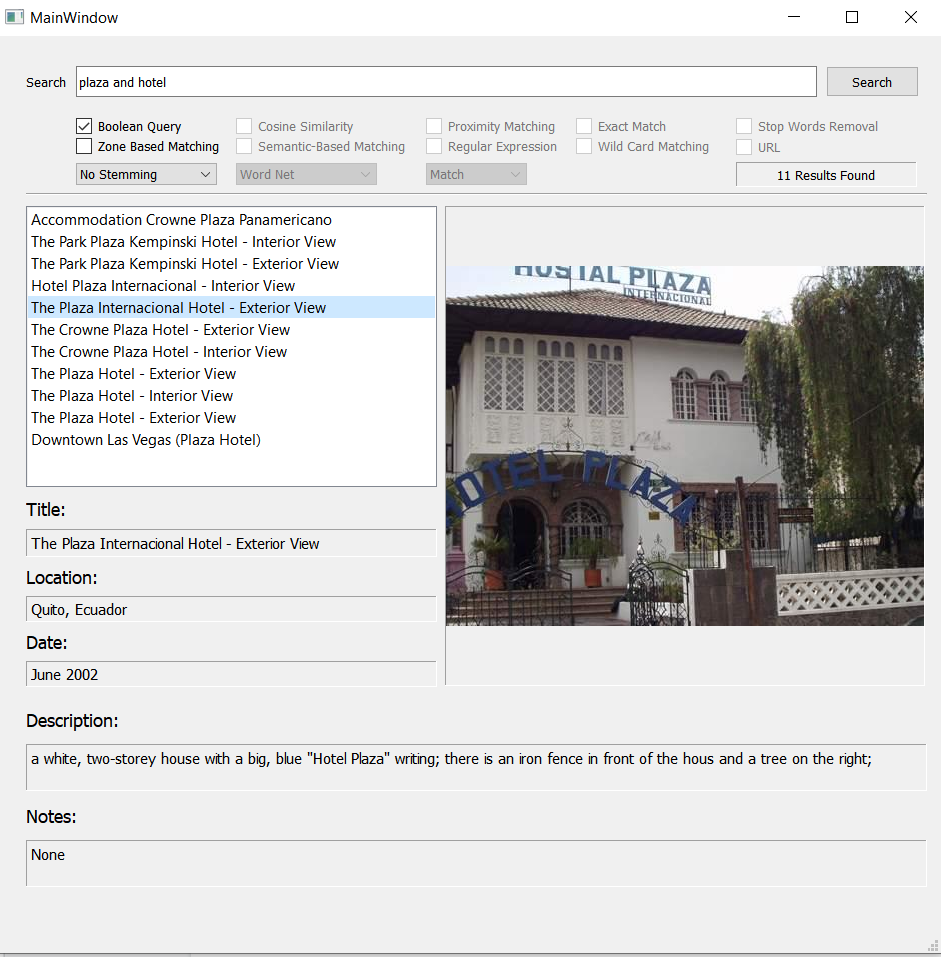 MainWindow
Search plaza and hotel Search
Boolean Query Cosine Similarity Proximity Matching Exact Match Stop Words Removal
Zone Based Matching Semantic-Based Matching Regular Expression Wild Card Matching URL
No Stemming Word Net Match 11 Results Found
Accommodation Crowne Plaza Panamericano
The Park Plaza Kempinski Hotel - Interior View
The Park Plaza Kempinski Hotel - Exterior View
Hotel Plaza Internacional - Interior View
The Plaza Internacional Hotel - Exterior View
The Crowne Plaza Hotel - Exterior View
The Crowne Plaza Hotel - Interior View
The Plaza Hotel - Exterior View
The Plaza Hotel - Interior View
The Plaza Hotel - Exterior View
Downtown Las Vegas (Plaza Hotel)
HOSTAL PLAZA
INTERNACIONAL
HOTEL PLAZA
Title:
The Plaza Internacional Hotel - Exterior View
Location:
Quito, Ecuador
Date:
June 2002
Description:
a white, two-storey house with a big, blue "Hotel Plaza" writing; there is an iron fence in front of the hous and a tree on the right;
Notes:
None